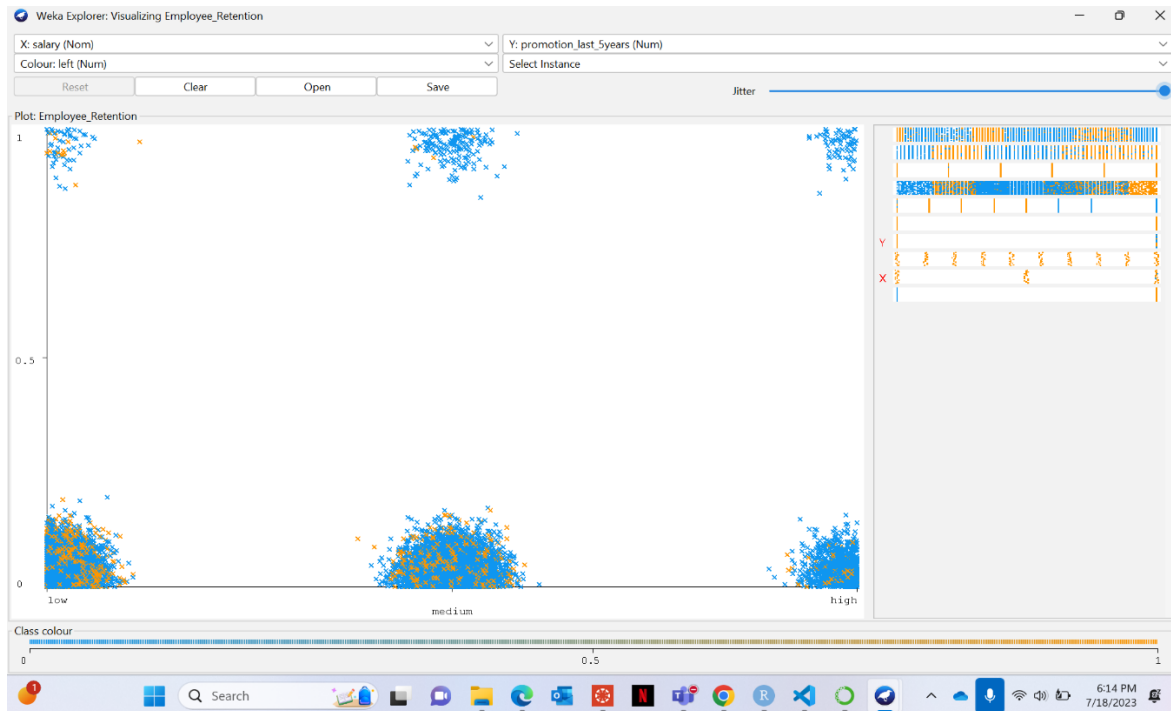 Weka Explorer: Visualizing Employee_Retention
X: salary (Nom)
Y: promotion_last_5years (Num)
Colour: left (Num)
Select Instance
Reset
Clear
Open
Save
Jitter
Plot: Employee_Retention
1
0.5
0
low
medium
high
Y
X
Class colour
0
0.5
1
1
Search
N
R
6:14 PM
7/18/2023